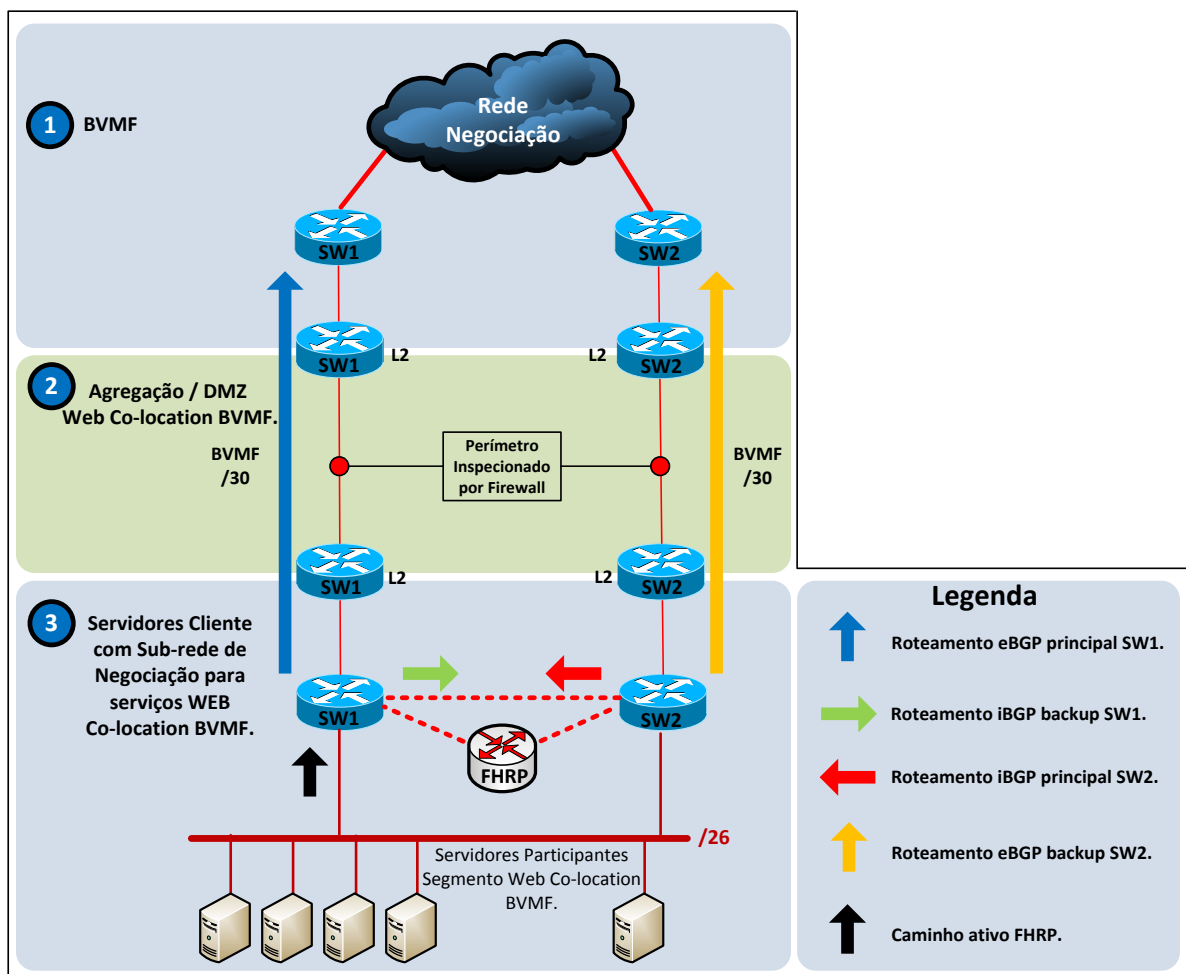 Rede
Negociação
1
BVMF
SW1
SW2
SW1
L2
L2
SW2
2
Agregação / DMZ
Web Co-location BVMF.
BVMF
/30
Perímetro
Inspecionado
por Firewall
BVMF
/30
SW1
L2
L2
SW2
3
Servidores Cliente
com Sub-rede de
Negociação para
serviços WEB
Co-location BVMF.
SW1
SW2
FHRP
/26
Servidores Participantes
Segmento Web Co-location
BVMF.
Legenda
Roteamento eBGP principal SW1.
Roteamento iBGP backup SW1.
Roteamento iBGP principal SW2.
Roteamento eBGP backup SW2.
Caminho ativo FHRP.